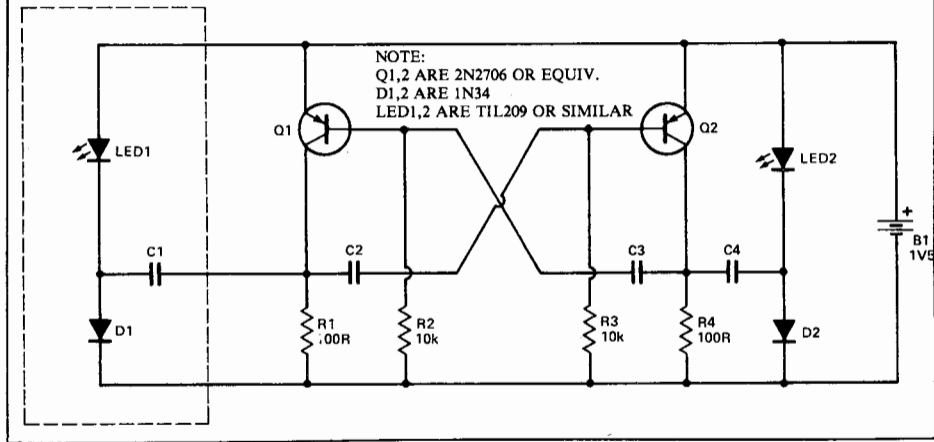 NOTE:
Q1,2 ARE 2N2706 OR EQUIV.
D1,2 ARE 1N34
LED1,2 ARE TIL209 OR SIMILAR
Q1
Q2
LED1
LED2
C1
C2
C3
C4
+
B1
1V5
D1
R1
.00R
R2
10k
R3
10k
R4
100R
D2